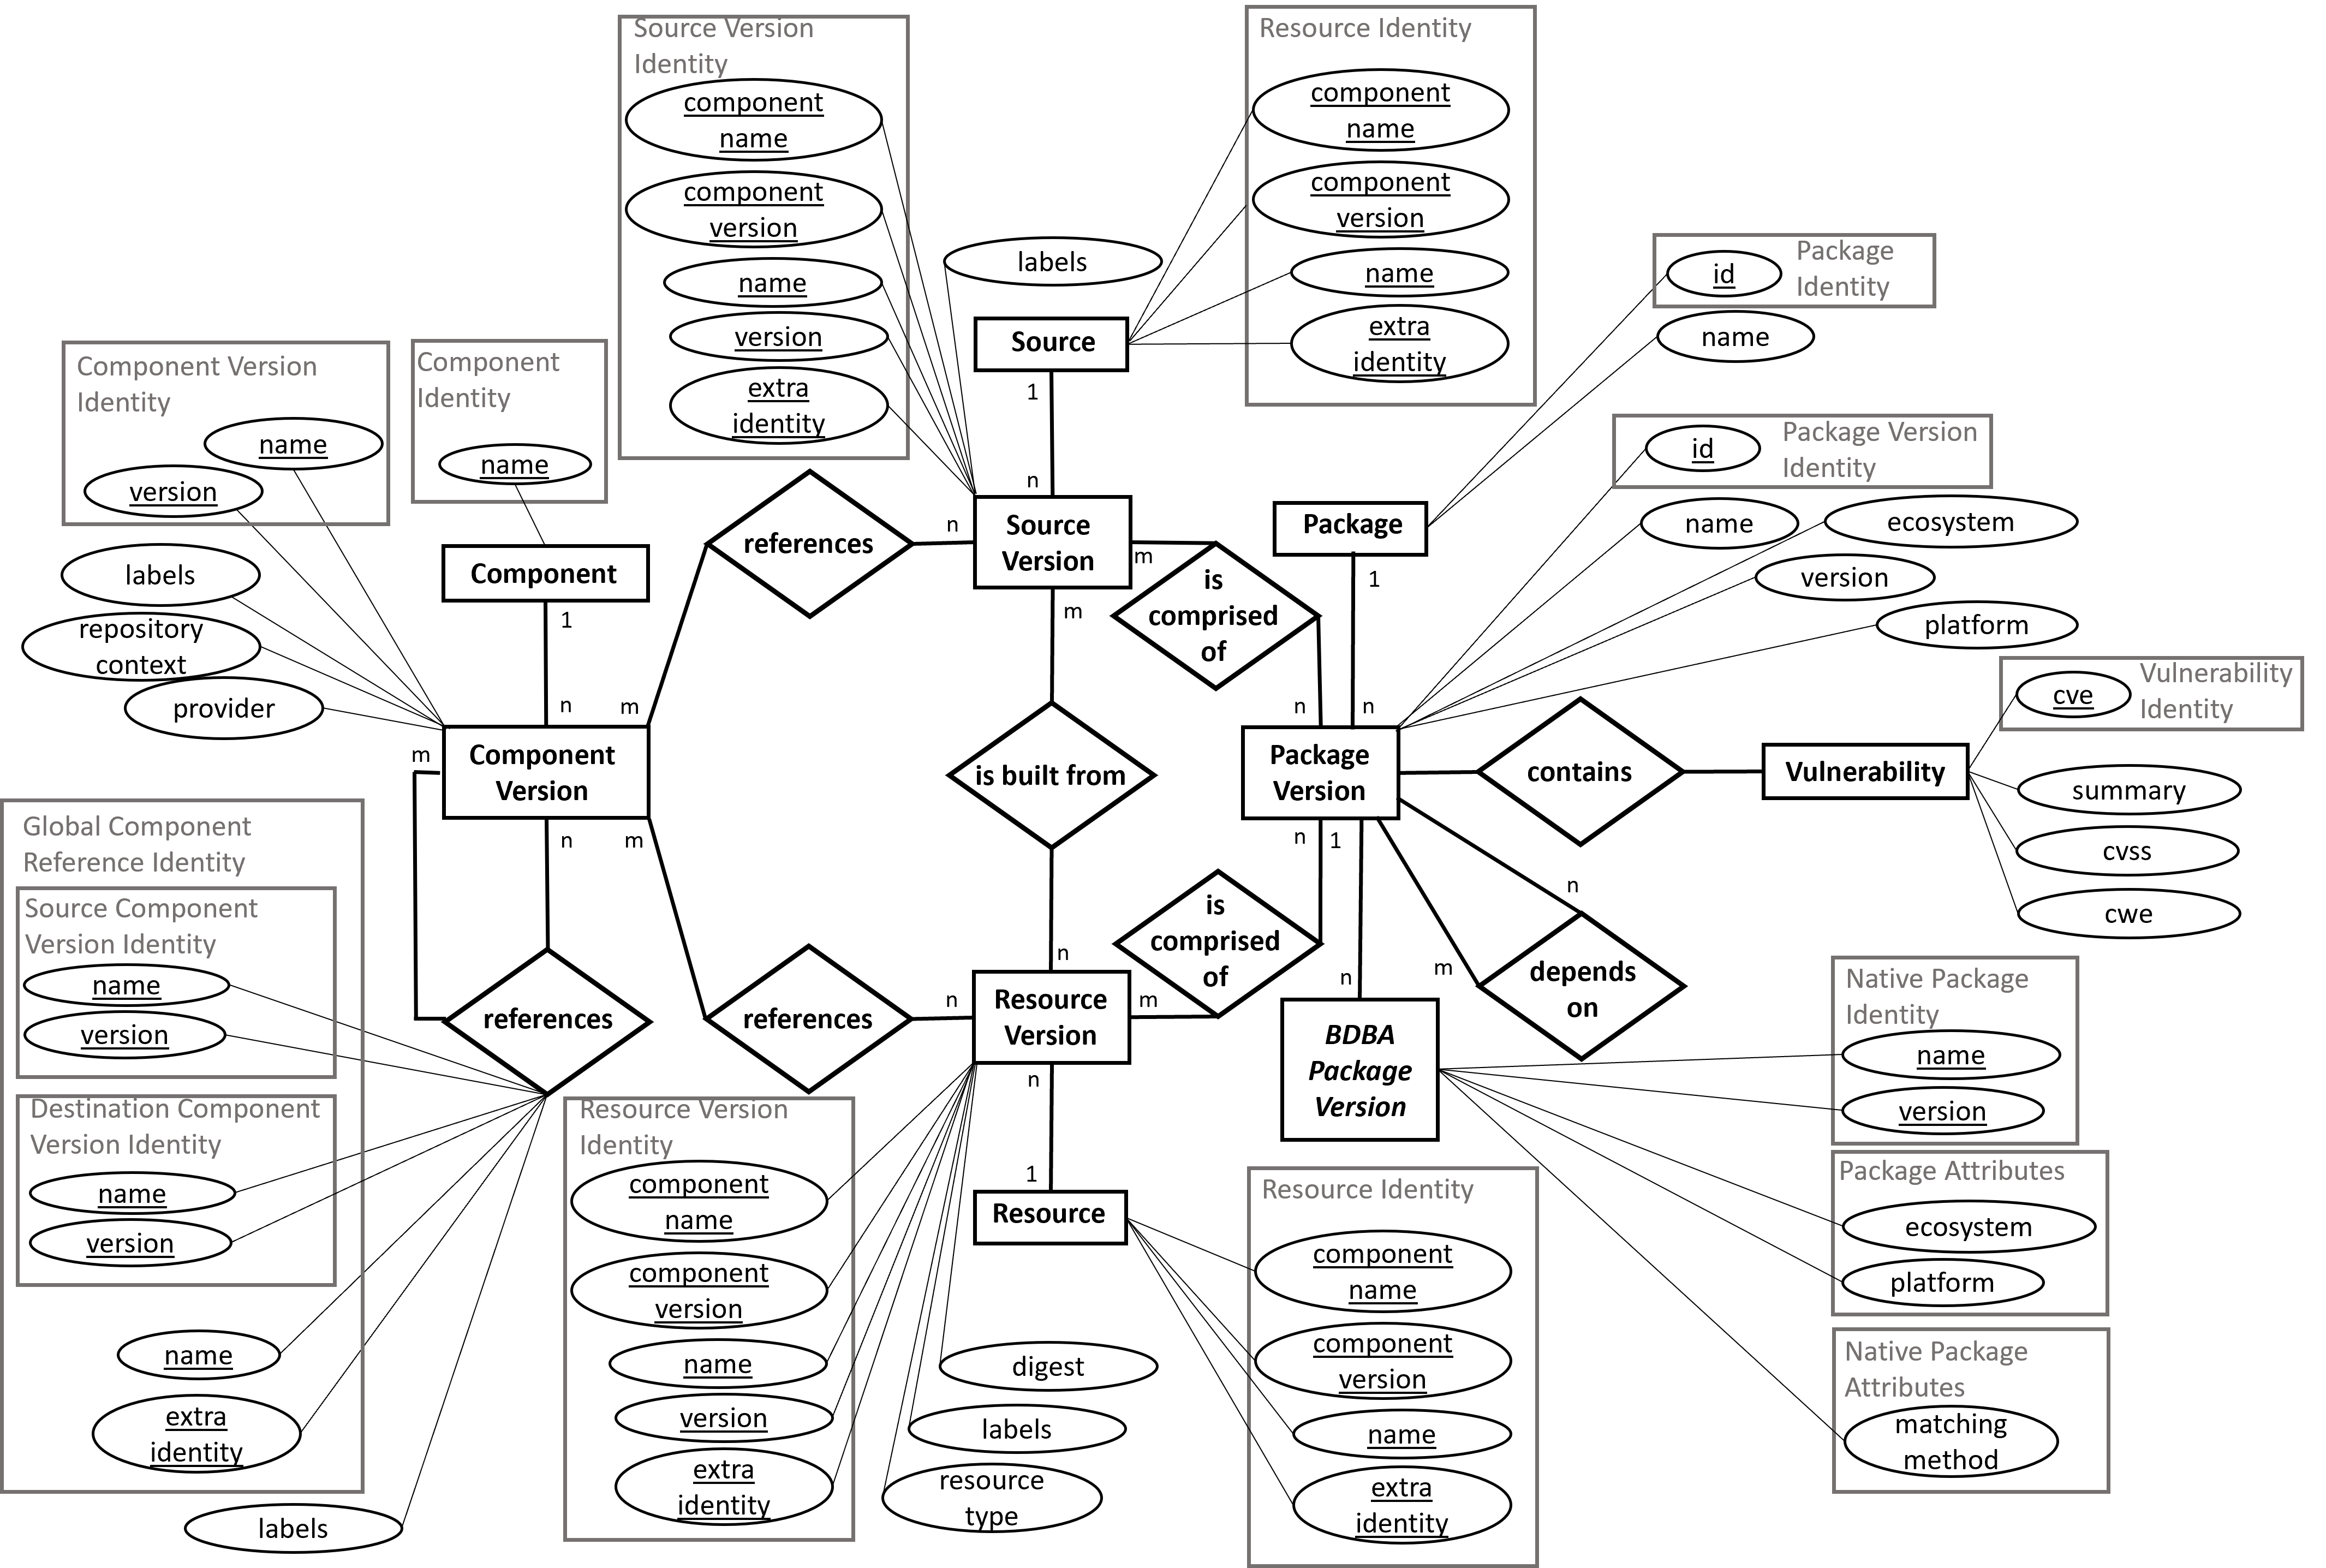 Source Version
Identity
component
name
component
version
name
version
extra
identity
labels
Source
1
n
Resource Identity
component
name
component
version
name
extra
identity
id
Package
Identity
name
Component Version
Identity
name
version
labels
repository
context
provider
Component
Identity
name
Component
1
n
m
references
n
Source
Version
m
m
is
comprised
of
n
Package
1
n
id
Package Version
Identity
name
ecosystem
version
platform
cve
Vulnerability
Identity
m
Component
Version
n
m
is built from
Package
Version
contains
Vulnerability
summary
cvss
cwe
n
1
n
Global Component
Reference Identity
Source Component
Version Identity
name
version
Destination Component
Version Identity
name
version
name
extra
identity
labels
references
references
n
n
Resource
Version
m
is
comprised
of
n
m
depends
on
BDBA
Package
Version
Native Package
Identity
name
version
Package Attributes
ecosystem
platform
Native Package
Attributes
matching
method
n
1
Resource
Resource Version
Identity
component
name
component
version
name
version
extra
identity
digest
labels
resource
type
Resource Identity
component
name
component
version
name
extra
identity